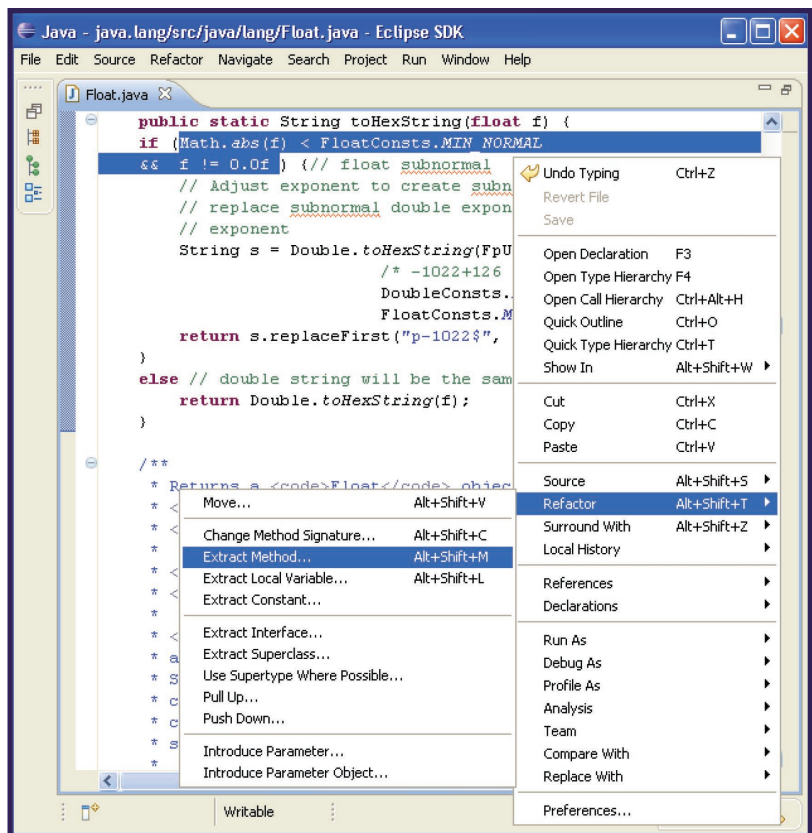 Java - java.lang/src/java/lang/Float.java - Eclipse SDK
File Edit Source Refactor Navigate Search Project Run Window Help
Float.java
public static String toHexString(float f) {
if (Math.abs(f) < FloatConsts.MIN_NORMAL
&& f != 0.0f ) {// float subnormal
// Adjust exponent to create subn
// replace subnormal double expon
// exponent
String s = Double.toHexString(FpU
/* -1022+126
DoubleConsts.
FloatConsts.M
return s.replaceFirst("p-1022$",
}
else // double string will be the sam
return Double.toHexString(f);
}
/**
* Returns a <code>Float</code> objec
* <
* <
*
* <
* <
*
* <
* a
* S
* c
* c
* s
*
Undo Typing Ctrl+Z
Revert File
Save
Open Declaration F3
Open Type Hierarchy F4
Open Call Hierarchy Ctrl+Alt+H
Quick Outline Ctrl+O
Quick Type Hierarchy Ctrl+T
Show In Alt+Shift+W
Cut Ctrl+X
Copy Ctrl+C
Paste Ctrl+V
Source Alt+Shift+S
Refactor Alt+Shift+T
Surround With Alt+Shift+Z
Local History
References
Declarations
Run As
Debug As
Profile As
Analysis
Team
Compare With
Replace With
Preferences...
Move... Alt+Shift+V
Change Method Signature... Alt+Shift+C
Extract Method... Alt+Shift+M
Extract Local Variable... Alt+Shift+L
Extract Constant...
Extract Interface...
Extract Superclass...
Use Supertype Where Possible...
Pull Up...
Push Down...
Introduce Parameter...
Introduce Parameter Object...
Writable